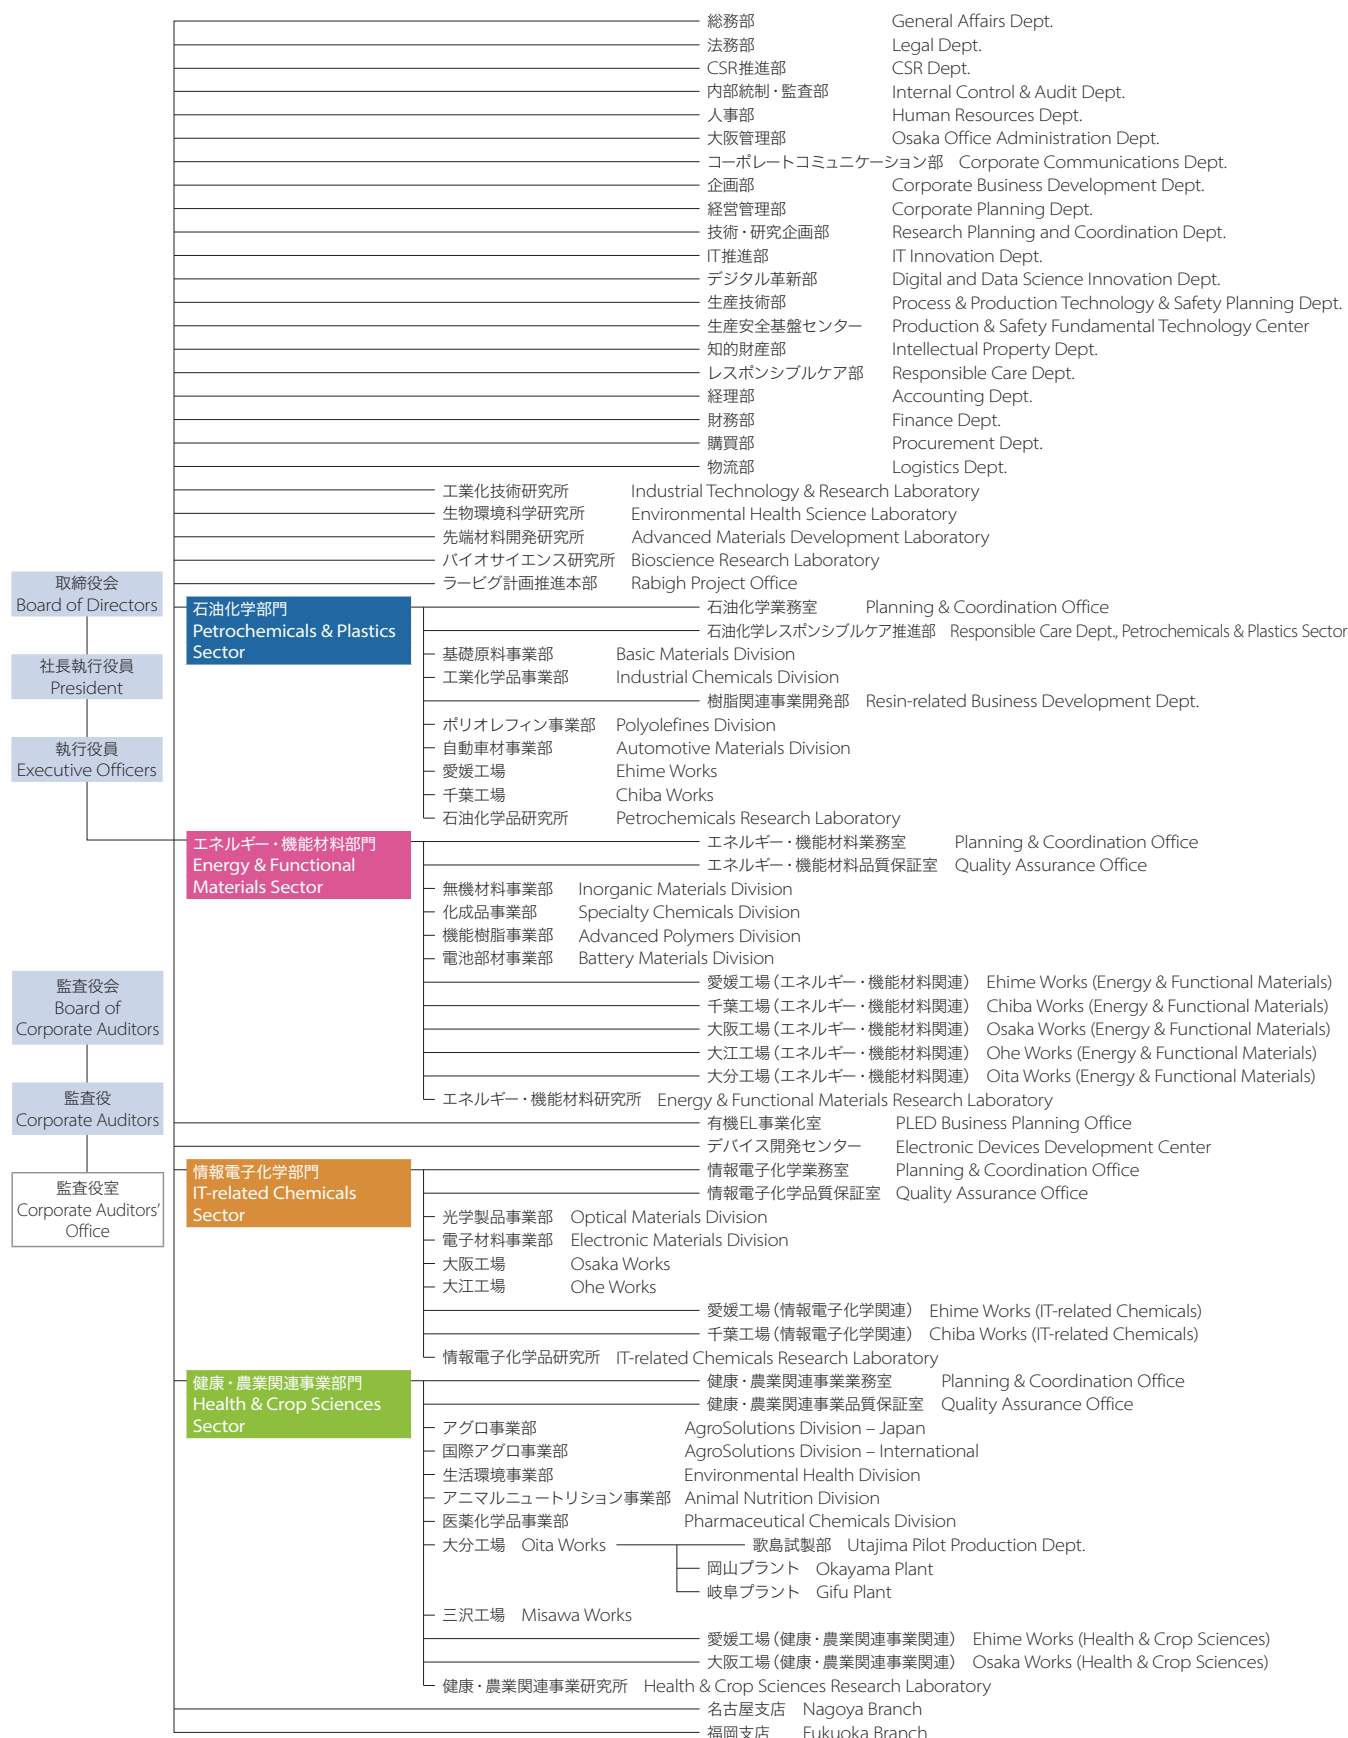 総務部 General Affairs Dept.
法務部 Legal Dept.
CSR推進部 CSR Dept.
内部統制・監査部 Internal Control & Audit Dept.
人事部 Human Resources Dept.
大阪管理部 Osaka Office Administration Dept.
コーポレートコミュニケーション部 Corporate Communications Dept.
企画部 Corporate Business Development Dept.
経営管理部 Corporate Planning Dept.
技術・研究企画部 Research Planning and Coordination Dept.
IT推進部 IT Innovation Dept.
デジタル革新部 Digital and Data Science Innovation Dept.
生産技術部 Process & Production Technology & Safety Planning Dept.
生産安全基盤センター Production & Safety Fundamental Technology Center
知的財産部 Intellectual Property Dept.
レスポンシブルケア部 Responsible Care Dept.
経理部 Accounting Dept.
財務部 Finance Dept.
購買部 Procurement Dept.
物流部 Logistics Dept.
工業化技術研究所 Industrial Technology & Research Laboratory
生物環境科学研究所 Environmental Health Science Laboratory
先端材料開発研究所 Advanced Materials Development Laboratory
バイオサイエンス研究所 Bioscience Research Laboratory
ラービグ計画推進本部 Rabigh Project Office
取締役会
Board of Directors
社長執行役員
President
執行役員
Executive Officers
監査役会
Board of
Corporate Auditors
監査役
Corporate Auditors
監査役室
Corporate Auditors'
Office
石油化学部門
Petrochemicals & Plastics
Sector
石油化学業務室 Planning & Coordination Office
石油化学レスポンシブルケア推進部 Responsible Care Dept., Petrochemicals & Plastics Sector
基礎原料事業部 Basic Materials Division
工業化学品事業部 Industrial Chemicals Division
樹脂関連事業開発部 Resin-related Business Development Dept.
ポリオレフィン事業部 Polyolefines Division
自動車材事業部 Automotive Materials Division
愛媛工場 Ehime Works
千葉工場 Chiba Works
石油化学品研究所 Petrochemicals Research Laboratory
エネルギー・機能材料部門
Energy & Functional
Materials Sector
エネルギー・機能材料業務室 Planning & Coordination Office
エネルギー・機能材料品質保証室 Quality Assurance Office
無機材料事業部 Inorganic Materials Division
化成品事業部 Specialty Chemicals Division
機能樹脂事業部 Advanced Polymers Division
電池部材事業部 Battery Materials Division
愛媛工場（エネルギー・機能材料関連） Ehime Works (Energy & Functional Materials)
千葉工場（エネルギー・機能材料関連） Chiba Works (Energy & Functional Materials)
大阪工場（エネルギー・機能材料関連） Osaka Works (Energy & Functional Materials)
大江工場（エネルギー・機能材料関連） Ohe Works (Energy & Functional Materials)
大分工場（エネルギー・機能材料関連） Oita Works (Energy & Functional Materials)
エネルギー・機能材料研究所 Energy & Functional Materials Research Laboratory
有機EL事業化室 PLED Business Planning Office
デバイス開発センター Electronic Devices Development Center
情報電子化学部門
IT-related Chemicals
Sector
情報電子化学業務室 Planning & Coordination Office
情報電子化学品質保証室 Quality Assurance Office
光学製品事業部 Optical Materials Division
電子材料事業部 Electronic Materials Division
大阪工場 Osaka Works
大江工場 Ohe Works
愛媛工場（情報電子化学関連） Ehime Works (IT-related Chemicals)
千葉工場（情報電子化学関連） Chiba Works (IT-related Chemicals)
情報電子化学品研究所 IT-related Chemicals Research Laboratory
健康・農業関連事業部門
Health & Crop Sciences
Sector
健康・農業関連事業業務室 Planning & Coordination Office
健康・農業関連事業品質保証室 Quality Assurance Office
アグロ事業部 AgroSolutions Division – Japan
国際アグロ事業部 AgroSolutions Division – International
生活環境事業部 Environmental Health Division
アニマルニュートリション事業部 Animal Nutrition Division
医薬化学品事業部 Pharmaceutical Chemicals Division
大分工場 Oita Works 歌島試製部 Utajima Pilot Production Dept.
岡山プラント Okayama Plant
岐阜プラント Gifu Plant
三沢工場 Misawa Works
愛媛工場（健康・農業関連事業関連） Ehime Works (Health & Crop Sciences)
大阪工場（健康・農業関連事業関連） Osaka Works (Health & Crop Sciences)
健康・農業関連事業研究所 Health & Crop Sciences Research Laboratory
名古屋支店 Nagoya Branch
福岡支店 Fukuoka Branch